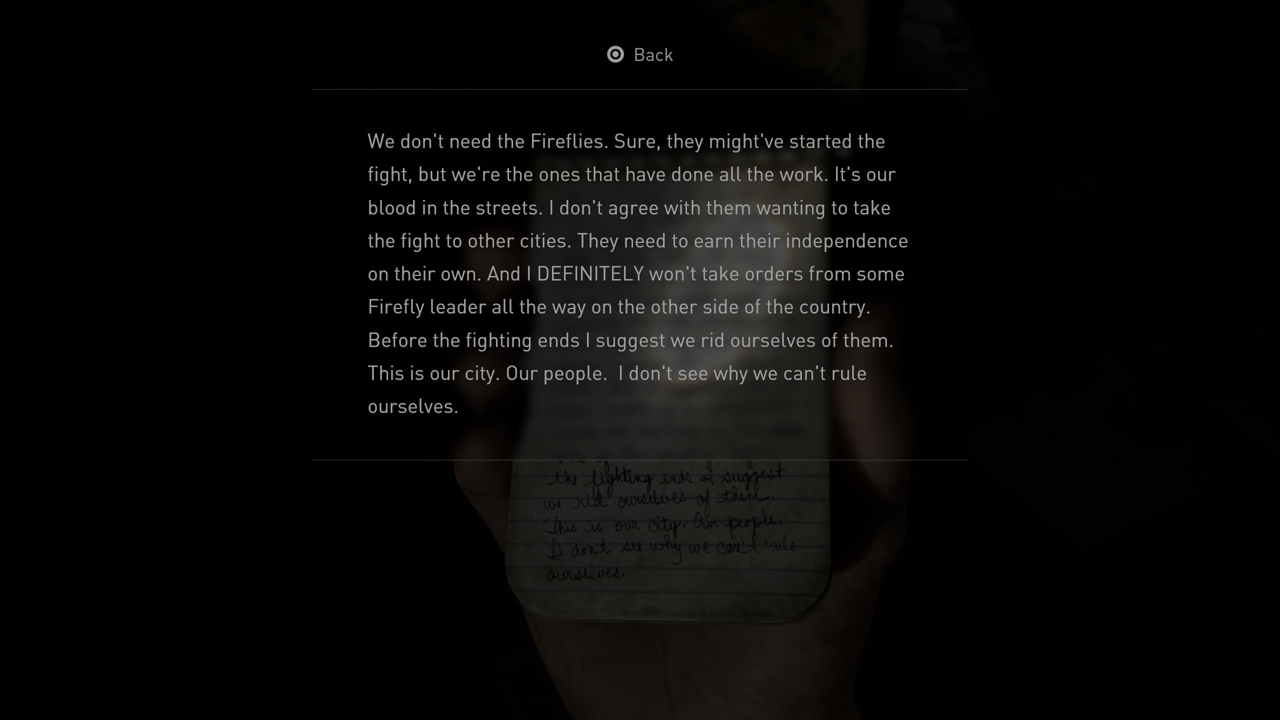 Back
We don't need the Fireflies. Sure, they might've started the
fight, but we're the ones that have done all the work. It's our
blood in the streets. I don't agree with them wanting to take
the fight to other cities. They need to earn their independence
on their own. And I DEFINITELY won't take orders from some
Firefly leader all the way on the other side of the country.
Before the fighting ends I suggest we rid ourselves of them.
This is our city. Our people.  I don't see why we can't rule
ourselves.
the fighting ends I suggest
we rid ourselves of them.
This is our city. Our people.
I don't see why we can't rule
ourselves.